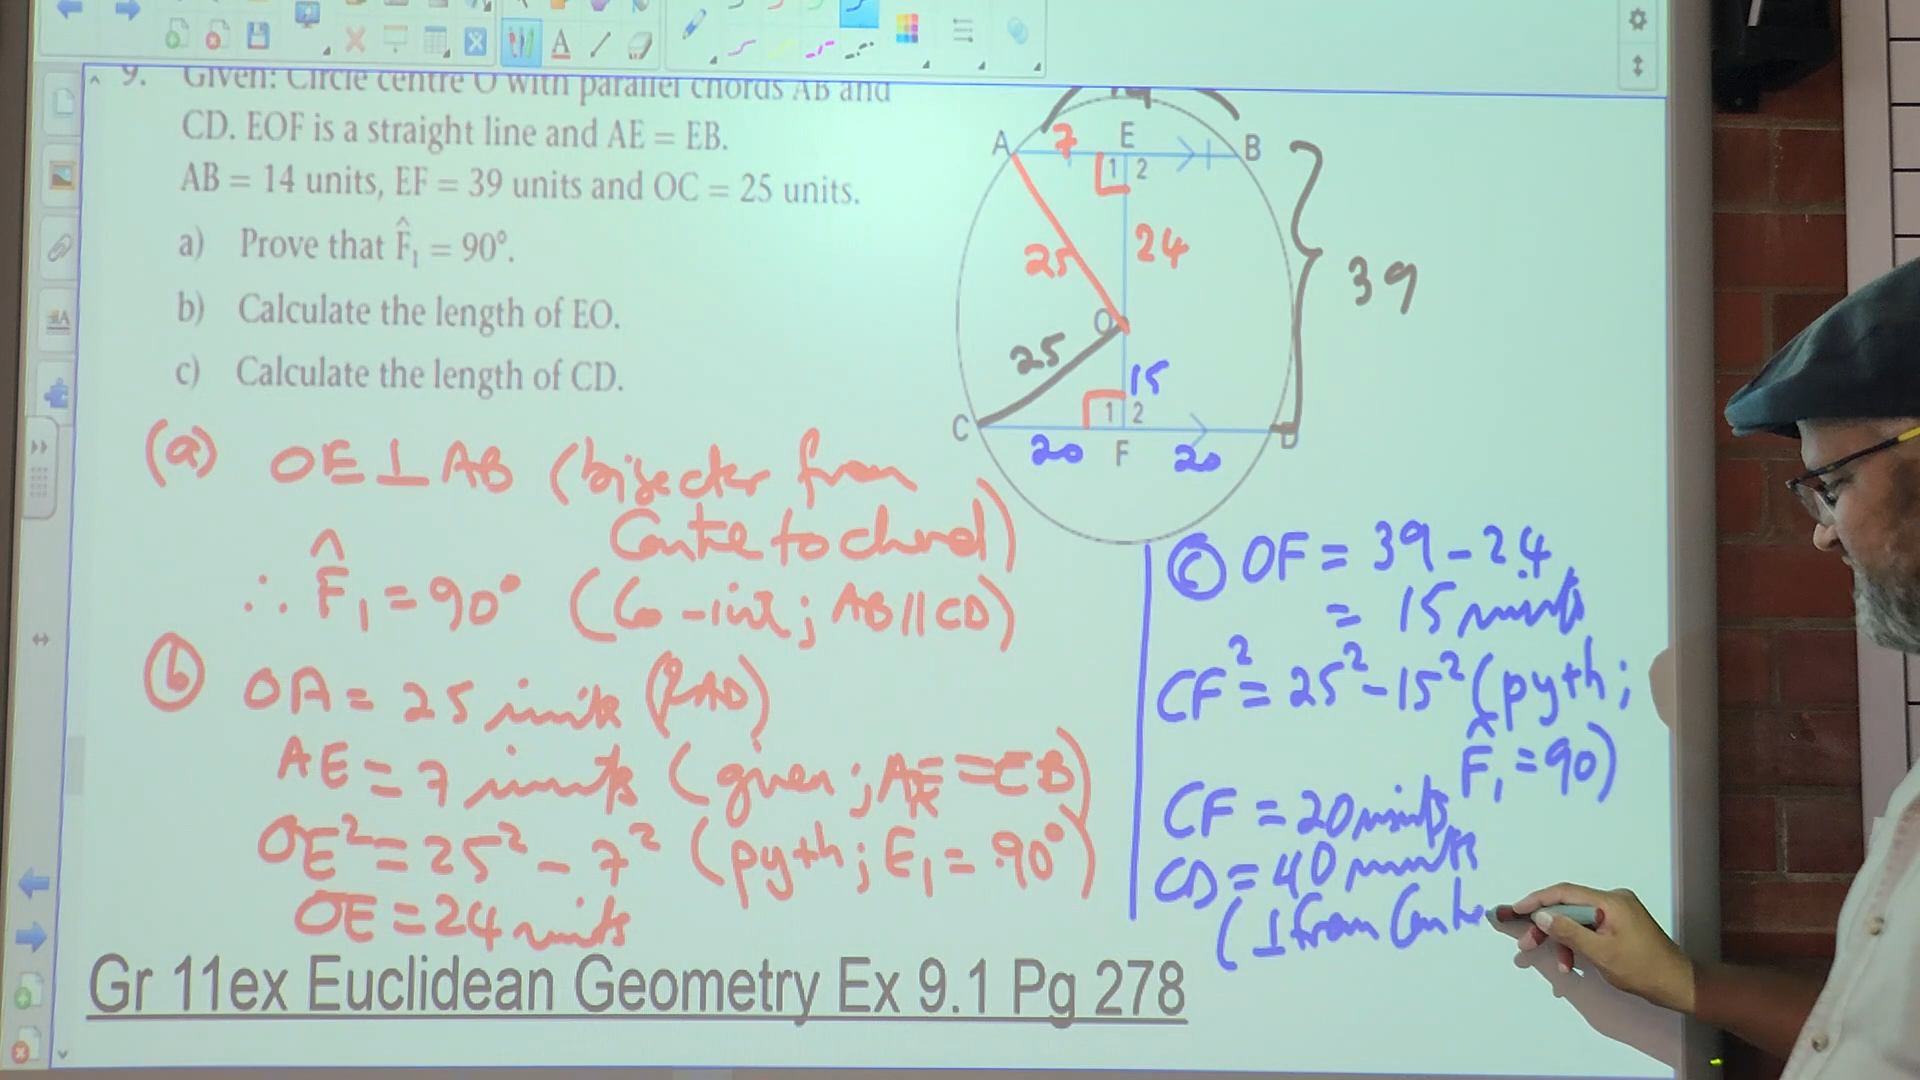 9. Given: Circle centre O with parallel chords AB and
CD. EOF is a straight line and AE = EB.
AB = 14 units, EF = 39 units and OC = 25 units.
a) Prove that F̂₁ = 90°.
b) Calculate the length of EO.
c) Calculate the length of CD.
A 7 E B
1 2
25 24
39
O
25
15
1 2
C D
20 F 20
(a) OE ⊥ AB (bisector from
Centre to chord)
∴ F̂₁ = 90° (Co-int; AB || CD)
(b) OA = 25 units (RAD)
AE = 7 units (given; AE = EB)
OE² = 25² - 7² (pyth; E₁ = 90°)
OE = 24 units
(c) OF = 39 - 24
= 15 units
CF² = 25² - 15² (pyth;
F̂₁ = 90)
CF = 20 units
CD = 40 units
(⊥ from Centre
Gr 11ex Euclidean Geometry Ex 9.1 Pg 278